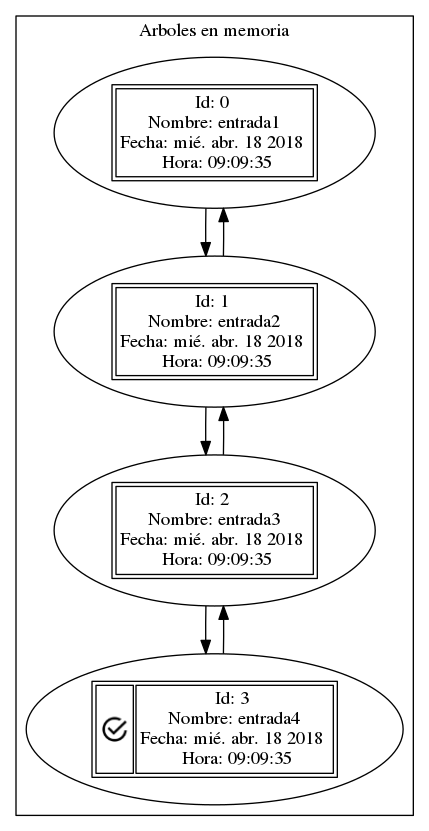 Arboles en memoria
Id: 0
Nombre: entrada1
Fecha: mié. abr. 18 2018
Hora: 09:09:35
Id: 1
Nombre: entrada2
Fecha: mié. abr. 18 2018
Hora: 09:09:35
Id: 2
Nombre: entrada3
Fecha: mié. abr. 18 2018
Hora: 09:09:35
Id: 3
Nombre: entrada4
Fecha: mié. abr. 18 2018
Hora: 09:09:35